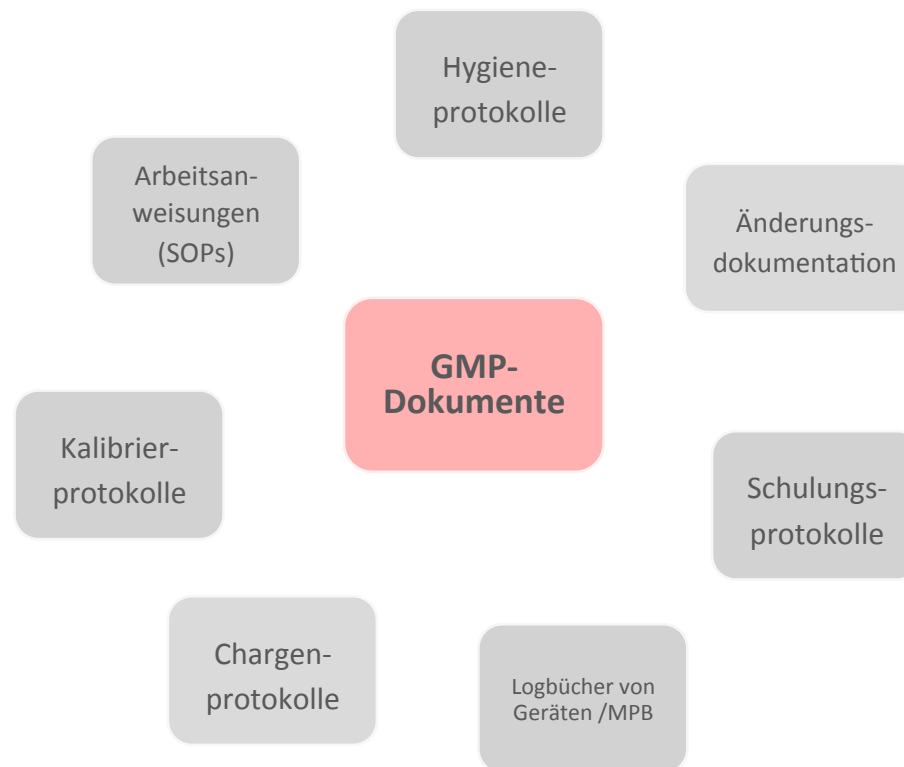 Hygiene-
protokolle
Arbeitsan-
weisungen
(SOPs)
Änderungs-
dokumentation
GMP-
Dokumente
Kalibrier-
protokolle
Schulungs-
protokolle
Chargen-
protokolle
Logbücher von
Geräten /MPB